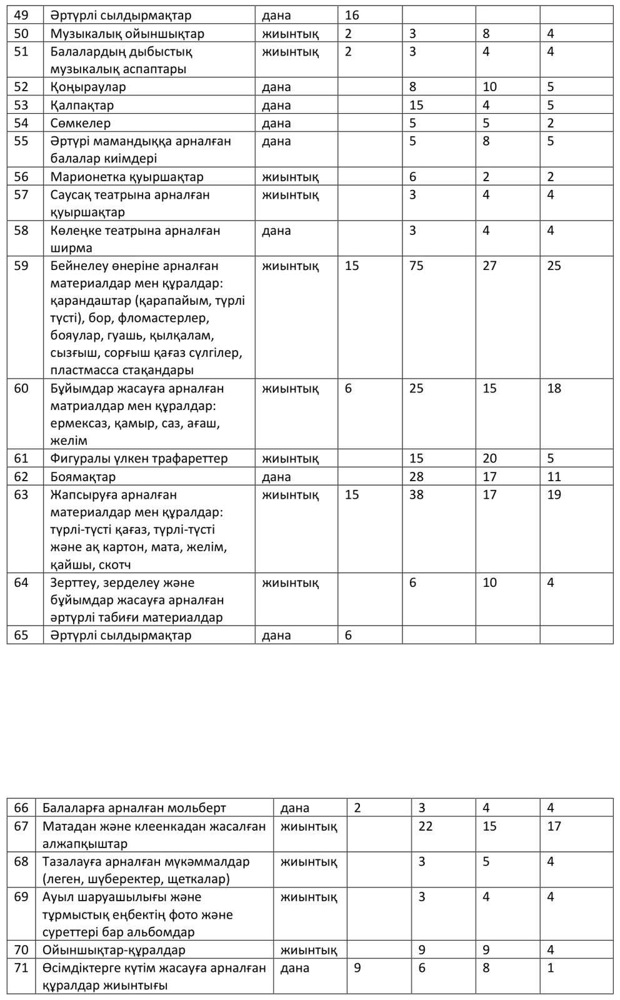 49 Әртүрлі сылдырмақтар дана 16
50 Музыкалық ойыншықтар жиынтық 2 3 8 4
51 Балалардың дыбыстық жиынтық 2 3 4 4
музыкалық аспаптары
52 Қоңыраулар дана 8 10 5
53 Қалпақтар дана 15 4 5
54 Сөмкелер дана 5 5 2
55 Әртүрі мамандыққа арналған дана 5 8 5
балалар киімдері
56 Марионетка қуыршақтар жиынтық 6 2 2
57 Саусақ театрына арналған жиынтық 3 4 4
қуыршақтар
58 Көлеңке театрына арналған дана 3 4 4
ширма
59 Бейнелеу өнеріне арналған жиынтық 15 75 27 25
материалдар мен құралдар:
қарандаштар (қарапайым, түрлі
түсті), бор, фломастерлер,
бояулар, гуашь, қылқалам,
сызғыш, сорғыш қағаз сүлгілер,
пластмасса стақандары
60 Бұйымдар жасауға арналған жиынтық 6 25 15 18
матриалдар мен құралдар:
ермексаз, қамыр, саз, ағаш,
желім
61 Фигуралы үлкен трафареттер жиынтық 15 20 5
62 Боямақтар дана 28 17 11
63 Жапсыруға арналған жиынтық 15 38 17 19
материалдар мен құралдар:
түрлі-түсті қағаз, түрлі-түсті
және ақ картон, мата, желім,
қайшы, скотч
64 Зерттеу, зерделеу және жиынтық 6 10 4
бұйымдар жасауға арналған
әртүрлі табиғи материалдар
65 Әртүрлі сылдырмақтар дана 6
66 Балаларға арналған мольберт дана 2 3 4 4
67 Матадан және клеенкадан жасалған жиынтық 22 15 17
алжапқыштар
68 Тазалауға арналған мүкәммалдар жиынтық 3 5 4
(леген, шүберектер, щеткалар)
69 Ауыл шаруашылығы және жиынтық 3 4 4
тұрмыстық еңбектің фото және
суреттері бар альбомдар
70 Ойыншықтар-құралдар жиынтық 9 9 4
71 Өсімдіктерге күтім жасауға арналған дана 9 6 8 1
құралдар жиынтығы